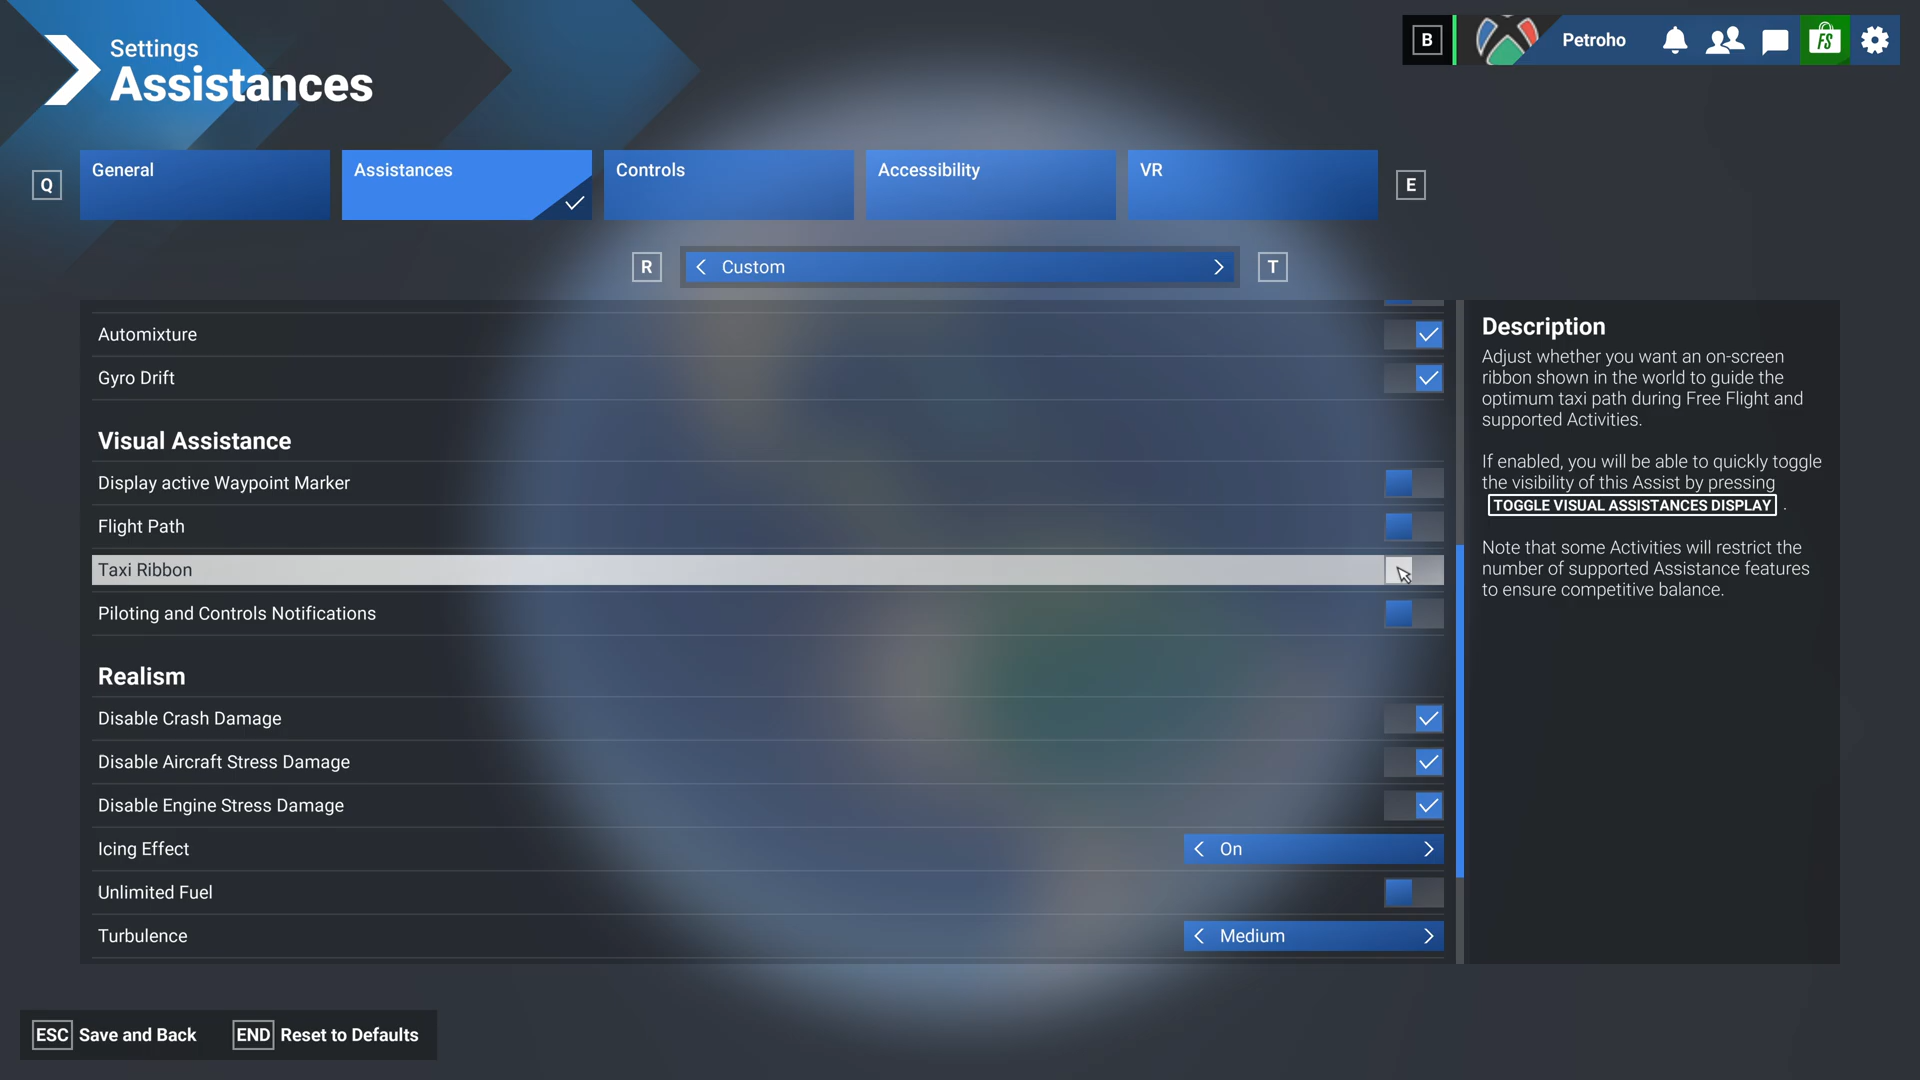 Settings
Assistances
B
Petroho
FS
Q
General
Assistances
Controls
Accessibility
VR
E
R
Custom
T
Automixture
Gyro Drift
Visual Assistance
Display active Waypoint Marker
Flight Path
Taxi Ribbon
Piloting and Controls Notifications
Realism
Disable Crash Damage
Disable Aircraft Stress Damage
Disable Engine Stress Damage
Icing Effect
On
Unlimited Fuel
Turbulence
Medium
Description
Adjust whether you want an on-screen
ribbon shown in the world to guide the
optimum taxi path during Free Flight and
supported Activities.
If enabled, you will be able to quickly toggle
the visibility of this Assist by pressing
TOGGLE VISUAL ASSISTANCES DISPLAY .
Note that some Activities will restrict the
number of supported Assistance features
to ensure competitive balance.
ESC Save and Back
END Reset to Defaults